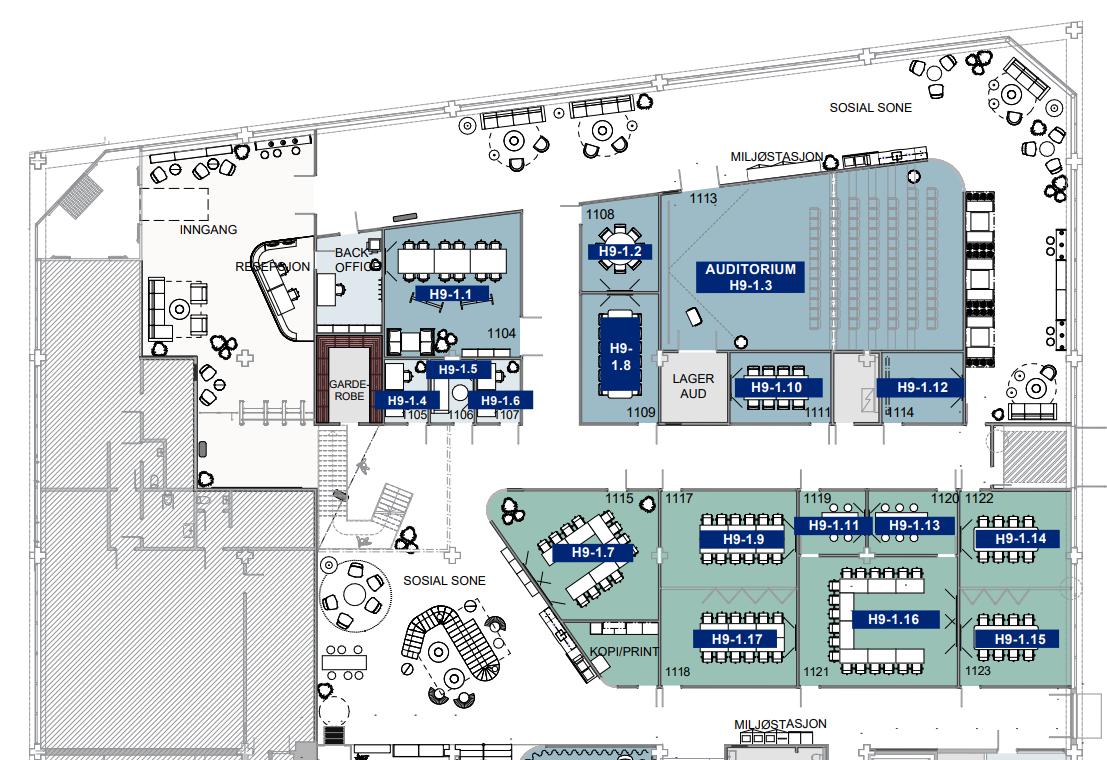 SOSIAL SONE
MILJØSTASJON
1113
1108
INNGANG
H9-1.2
BACK
OFFICE
RESEPSJON
AUDITORIUM
H9-1.3
H9-1.1
1104
H9-
1.8
H9-1.5
LAGER
AUD
GARDE-
ROBE
H9-1.4
H9-1.6
H9-1.10
H9-1.12
1105
1106
1107
1109
1111
1114
1115
1117
1119
1120
1122
H9-1.7
H9-1.9
H9-1.11
H9-1.13
H9-1.14
SOSIAL SONE
H9-1.16
H9-1.17
H9-1.15
KOPI/PRINT
1118
1121
1123
MILJØSTASJON